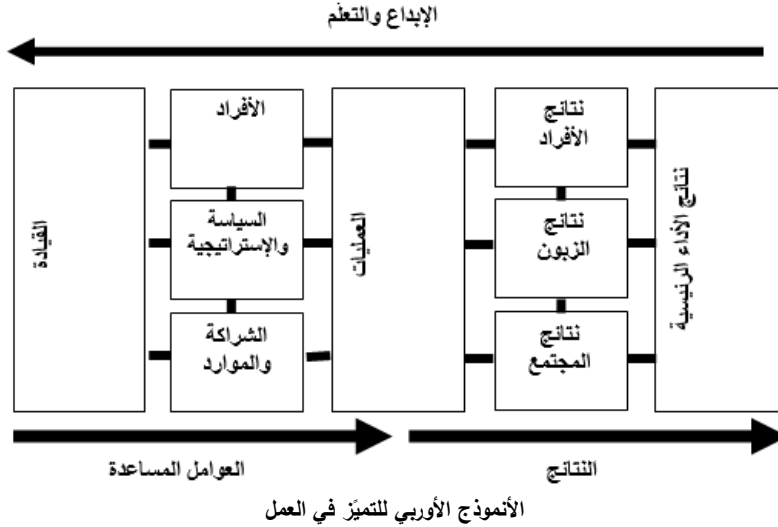 الإبداع والتعلّم
القيادة
الأفراد
السياسة
والإستراتيجية
الشراكة
والموارد
العمليات
نتائج
الأفراد
نتائج
الزبون
نتائج
المجتمع
نتائج الأداء الرئيسية
العوامل المساعدة
النتائج
الأنموذج الأوربي للتميّز في العمل